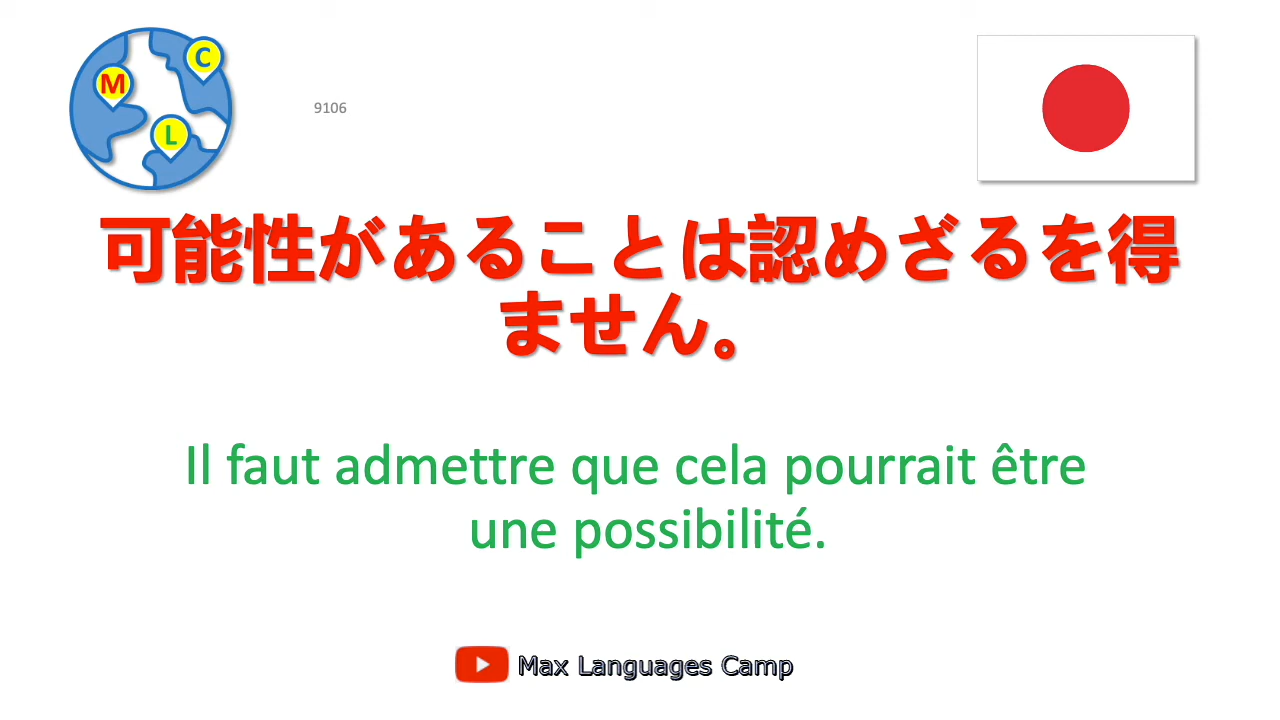 M
C
L
9106
可能性があることは認めざるを得
ません。
Il faut admettre que cela pourrait être
une possibilité.
Max Languages Camp